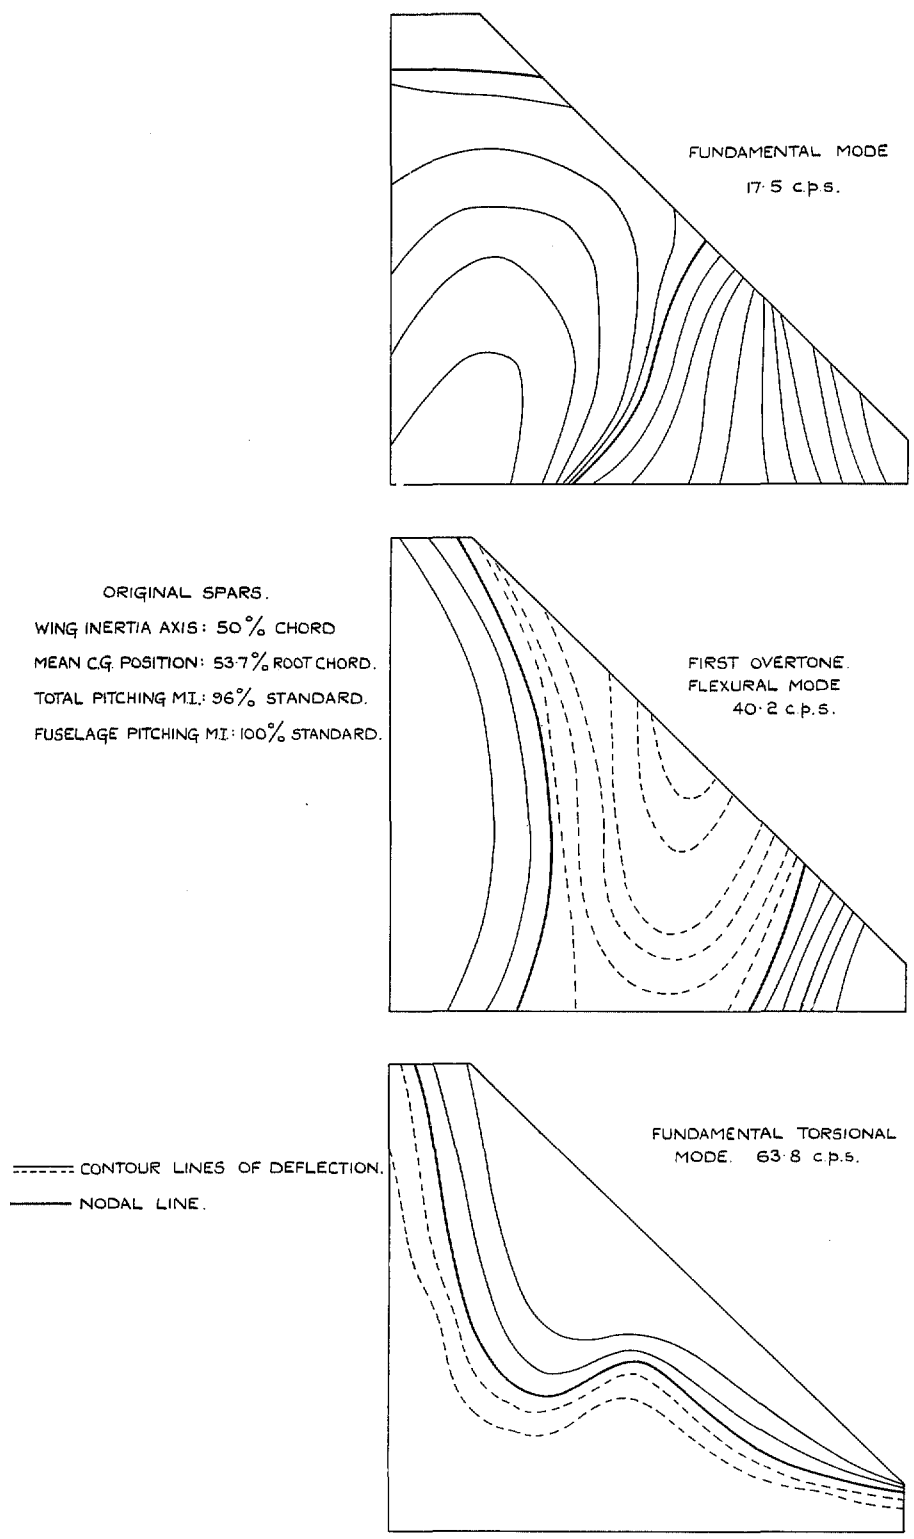 FUNDAMENTAL MODE
17·5 c.p.s.
ORIGINAL SPARS.
WING INERTIA AXIS: 50% CHORD
MEAN C.G. POSITION: 53·7% ROOT CHORD.
TOTAL PITCHING M.I.: 96% STANDARD.
FUSELAGE PITCHING M.I.: 100% STANDARD.
FIRST OVERTONE.
FLEXURAL MODE
40·2 c.p.s.
FUNDAMENTAL TORSIONAL
MODE. 63·8 c.p.s.
CONTOUR LINES OF DEFLECTION.
NODAL LINE.